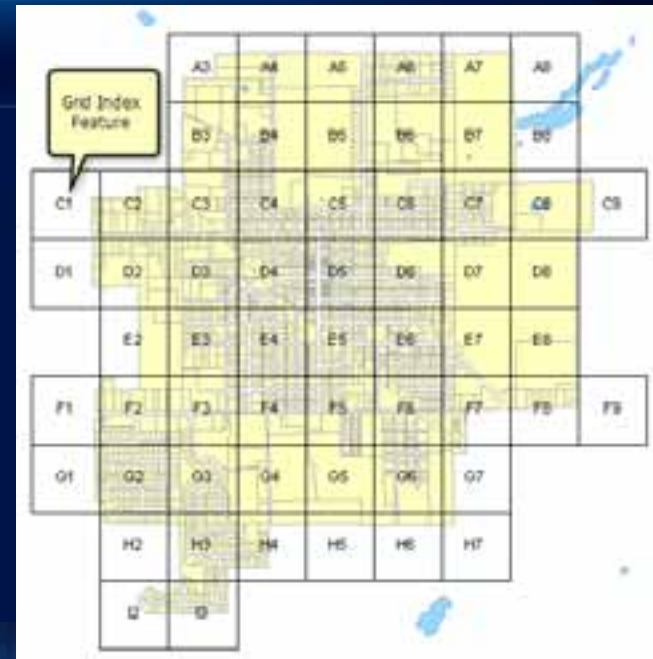 A3 A4 A5 A6 A7 A8
Grid Index
Feature
B3 B4 B5 B6 B7 B8
C1 C2 C3 C4 C5 C6 C7 C8 C9
D1 D2 D3 D4 D5 D6 D7 D8
E2 E3 E4 E5 E6 E7 E8
F1 F2 F3 F4 F5 F6 F7 F8 F9
G1 G2 G3 G4 G5 G6 G7
H2 H3 H4 H5 H6 H7
I2 I3